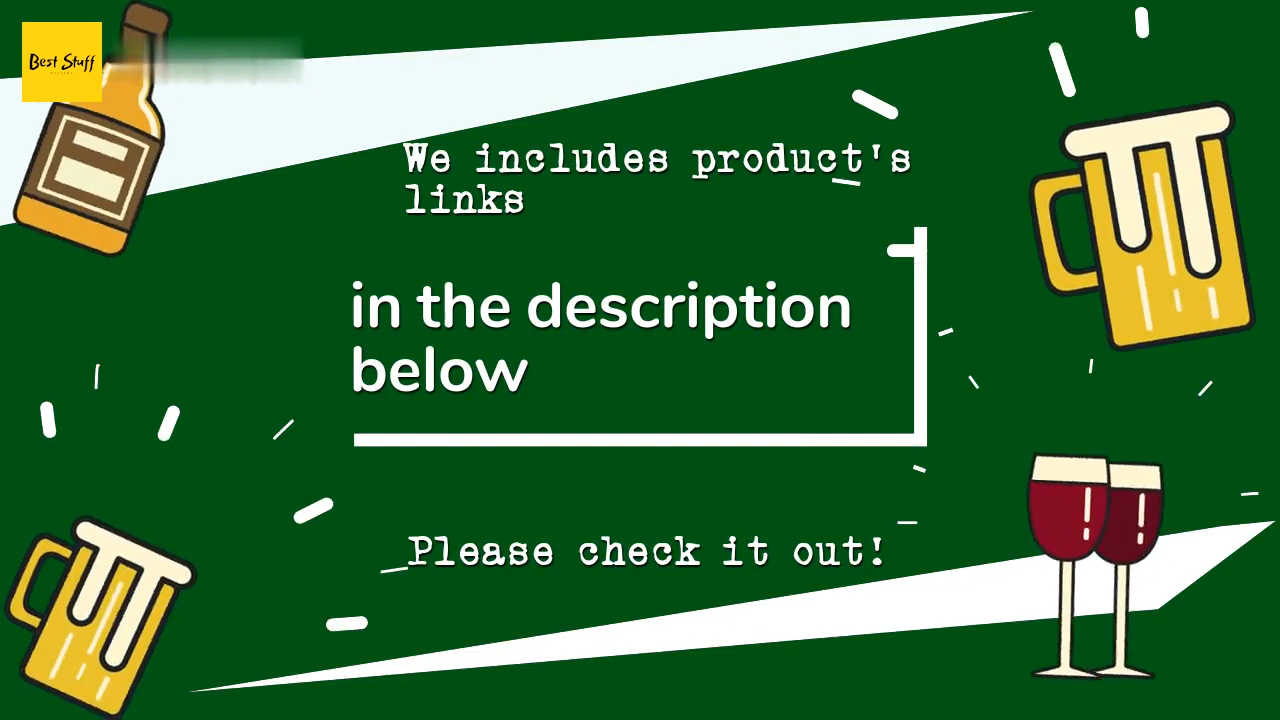 Best Stuff
We includes product's
links
in the description
below
Please check it out!